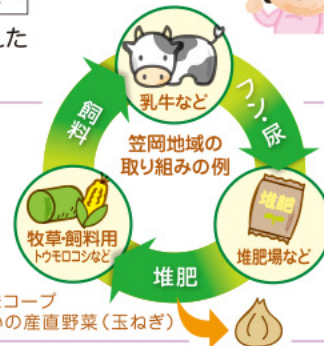 た
乳牛など
フン・尿
飼料
笠岡地域の
取り組みの例
堆肥
牧草・飼料用
トウモロコシなど
堆肥場など
堆肥
コープ
いの産直野菜(玉ねぎ)